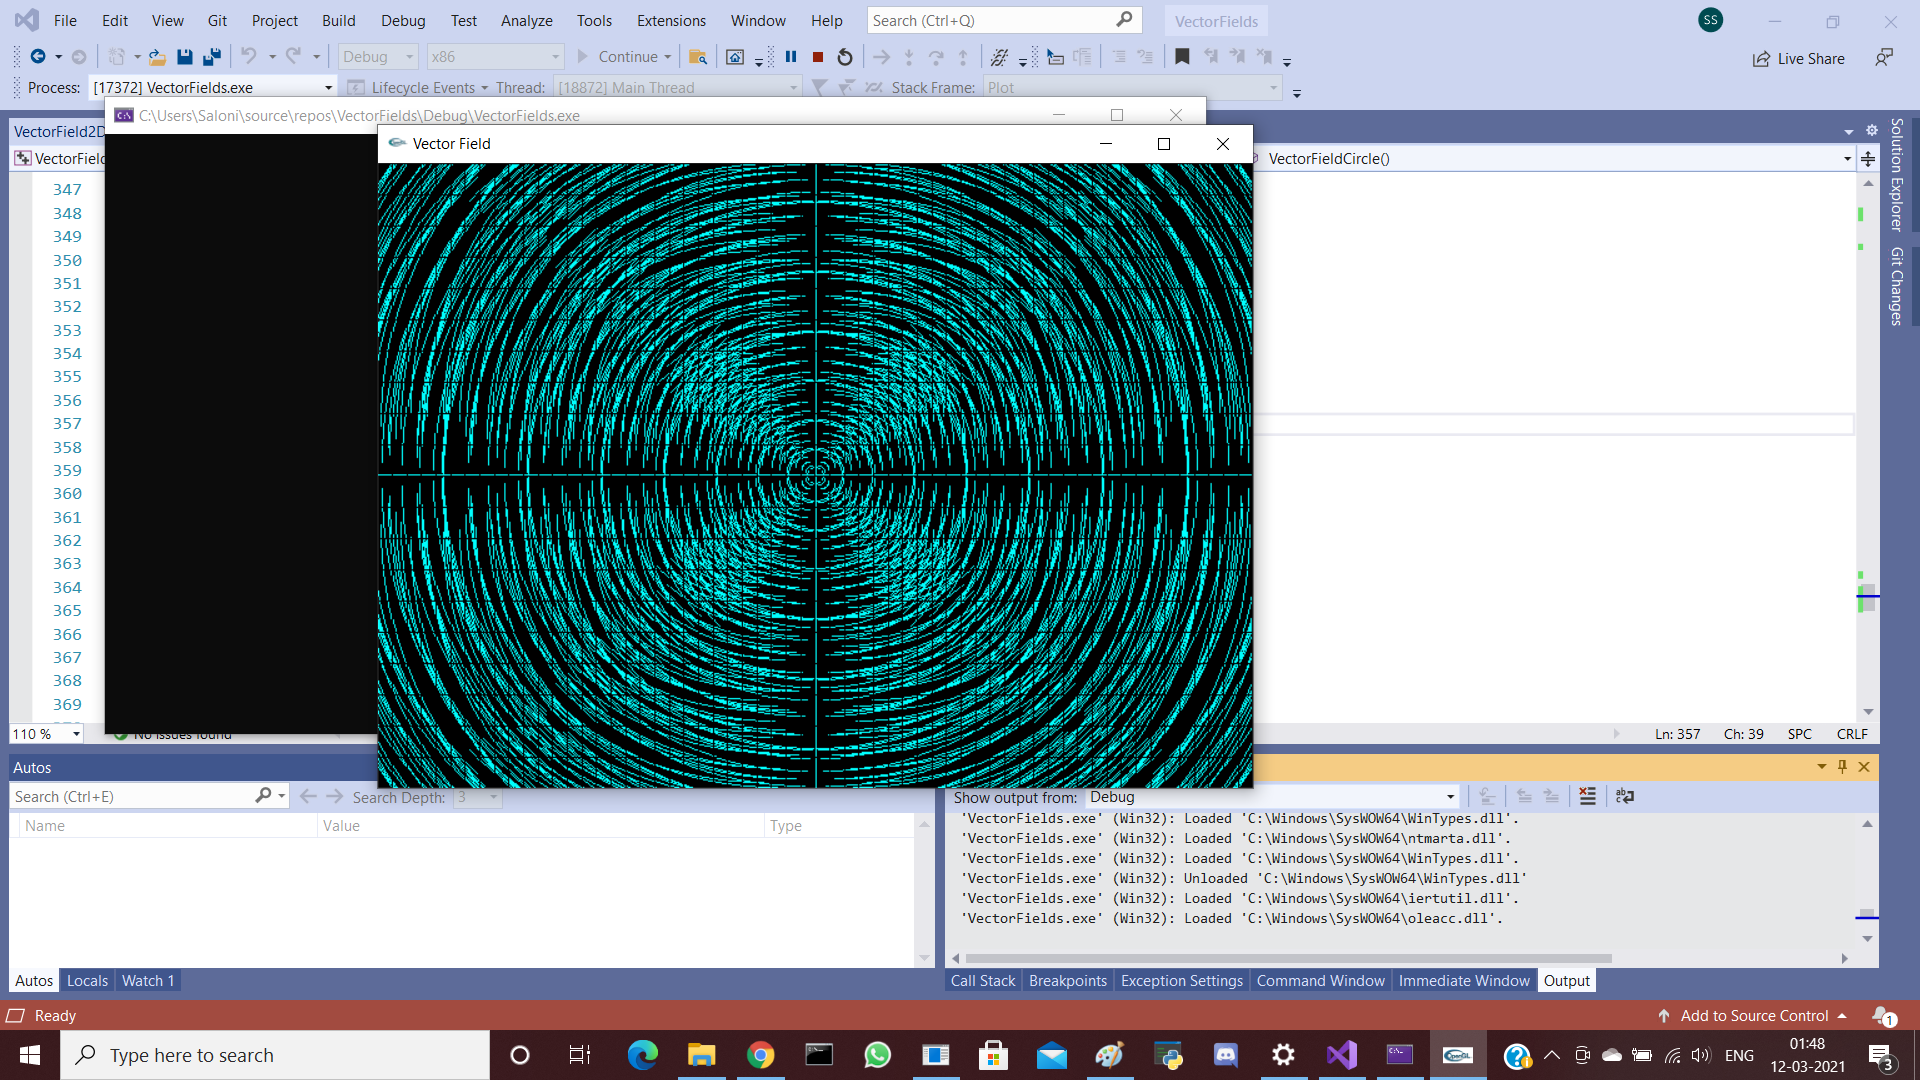 File Edit View Git Project Build Debug Test Analyze Tools Extensions Window Help Search (Ctrl+Q) VectorFields SS
Debug x86 Continue Live Share
Process: [17372] VectorFields.exe Lifecycle Events Thread: [18872] Main Thread Stack Frame: Plot
C:\Users\Saloni\source\repos\VectorFields\Debug\VectorFields.exe
VectorField2D
Vector Field
VectorField VectorFieldCircle()
Solution Explorer
Git Changes
347
348
349
350
351
352
353
354
355
356
357
358
359
360
361
362
363
364
365
366
367
368
369
110 % No issues found Ln: 357 Ch: 39 SPC CRLF
Autos
Search (Ctrl+E) Search Depth: 3
Name Value Type
Show output from: Debug
'VectorFields.exe' (Win32): Loaded 'C:\Windows\SysWOW64\WinTypes.dll'.
'VectorFields.exe' (Win32): Loaded 'C:\Windows\SysWOW64\ntmarta.dll'.
'VectorFields.exe' (Win32): Loaded 'C:\Windows\SysWOW64\WinTypes.dll'.
'VectorFields.exe' (Win32): Unloaded 'C:\Windows\SysWOW64\WinTypes.dll'
'VectorFields.exe' (Win32): Loaded 'C:\Windows\SysWOW64\iertutil.dll'.
'VectorFields.exe' (Win32): Loaded 'C:\Windows\SysWOW64\oleacc.dll'.
Autos Locals Watch 1
Call Stack Breakpoints Exception Settings Command Window Immediate Window Output
Ready Add to Source Control 1
Type here to search OpenGL ENG 01:48
12-03-2021 3